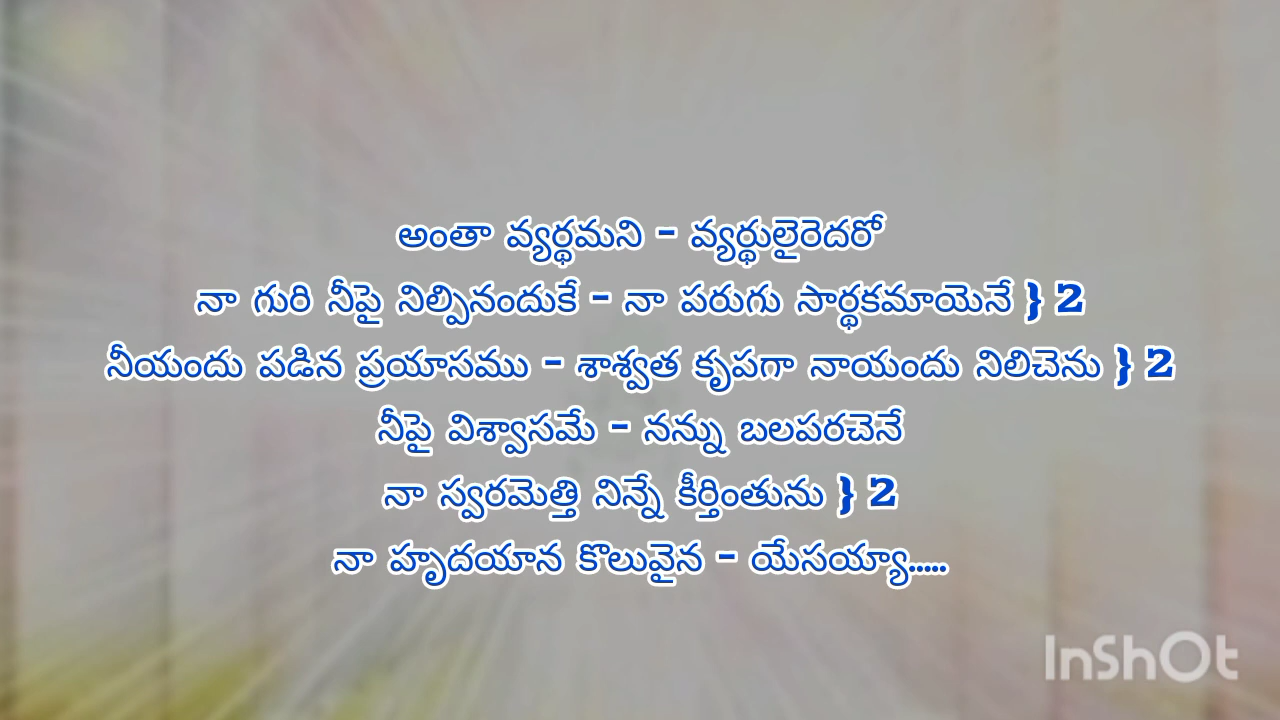 అంతా వ్యర్థమని - వ్యర్థులైరెదరో
నా గురి నీపై నిల్పినందుకే - నా పరుగు సార్థకమాయెనే } 2
నీయందు పడిన ప్రయాసము - శాశ్వత కృపగా నాయందు నిలిచెను } 2
నీపై విశ్వాసమే - నన్ను బలపరచెనే
నా స్వరమెత్తి నిన్నే కీర్తింతును } 2
నా హృదయాన కొలువైన - యేసయ్యా.....
InShOt